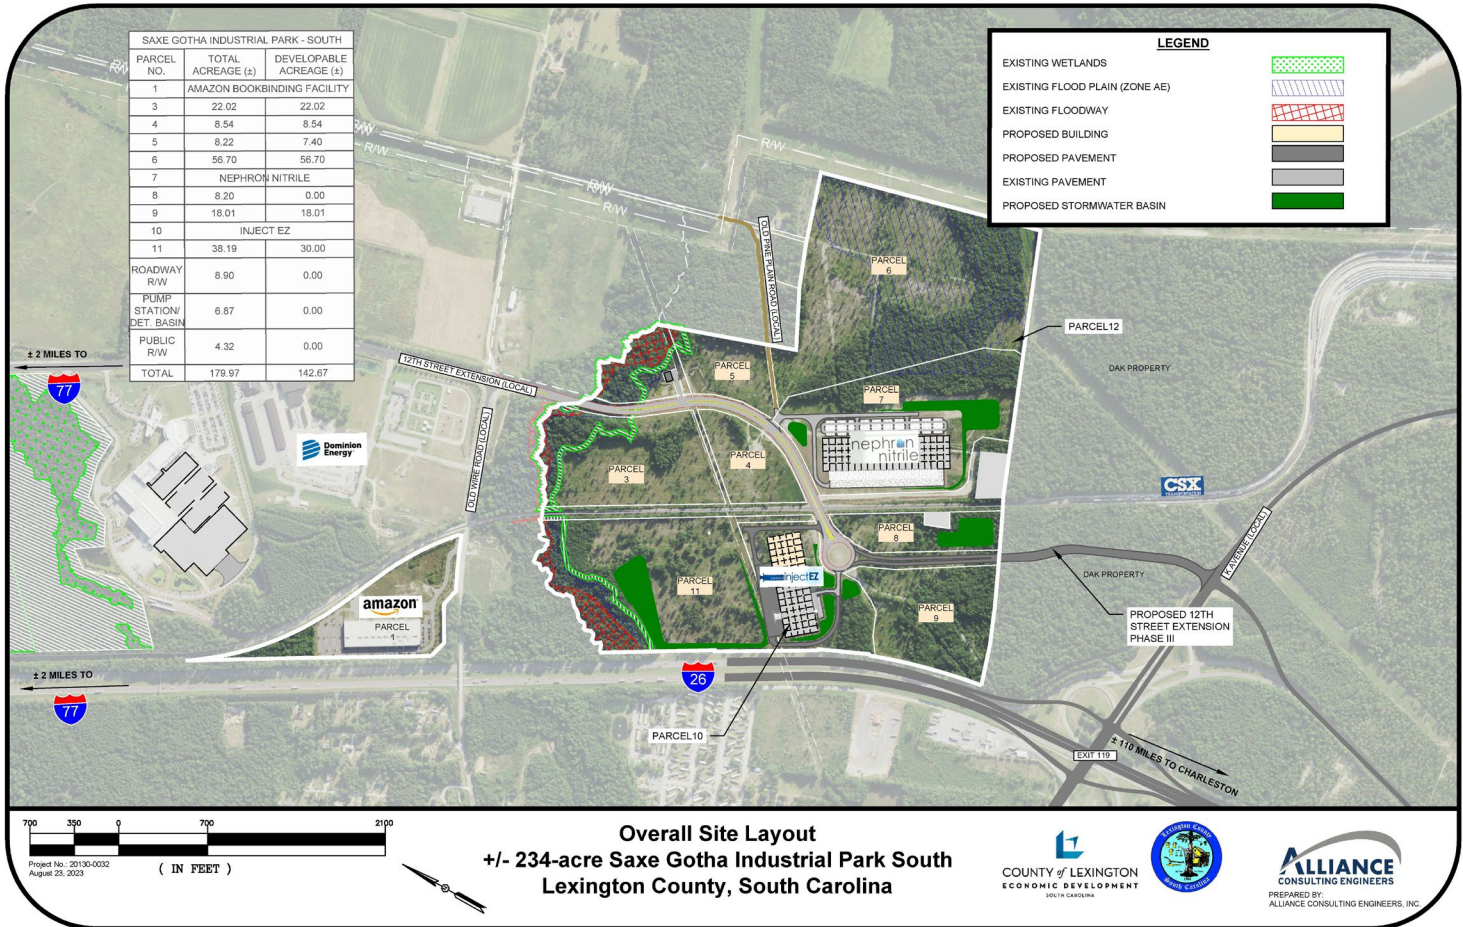 SAXE GOTHA INDUSTRIAL PARK - SOUTH
PARCEL NO. TOTAL ACREAGE (±) DEVELOPABLE ACREAGE (±)
1 AMAZON BOOKBINDING FACILITY
3 22.02 22.02
4 8.54 8.54
5 8.22 7.40
6 56.70 56.70
7 NEPHRON NITRILE
8 8.20 0.00
9 18.01 18.01
10 INJECT EZ
11 38.19 30.00
ROADWAY R/W 8.90 0.00
PUMP STATION/ DET. BASIN 6.87 0.00
PUBLIC R/W 4.32 0.00
TOTAL 179.97 142.67
LEGEND
EXISTING WETLANDS
EXISTING FLOOD PLAIN (ZONE AE)
EXISTING FLOODWAY
PROPOSED BUILDING
PROPOSED PAVEMENT
EXISTING PAVEMENT
PROPOSED STORMWATER BASIN
R/W
R/W
R/W
R/W
R/W
R/W
R/W
OLD PINE PLAIN ROAD (LOCAL)
PARCEL
6
PARCEL12
DAK PROPERTY
± 2 MILES TO
77
12TH STREET EXTENSION (LOCAL)
PARCEL
5
PARCEL
7
Dominion
Energy
OLD WIRE ROAD (LOCAL)
nephron
nitrile
PARCEL
4
PARCEL
3
CSX
TRANSPORTATION
PARCEL
8
K AVENUE (LOCAL)
DAK PROPERTY
injectEZ
PARCEL
11
amazon
PARCEL
1
PARCEL
9
PROPOSED 12TH
STREET EXTENSION
PHASE III
± 2 MILES TO
77
26
PARCEL10
EXIT 119
± 110 MILES TO CHARLESTON
700 350 0 700 2100
( IN FEET )
Project No.: 20130-0032
August 23, 2023
Overall Site Layout
+/- 234-acre Saxe Gotha Industrial Park South
Lexington County, South Carolina
COUNTY of LEXINGTON
ECONOMIC DEVELOPMENT
SOUTH CAROLINA
Lexington County
South Carolina
ALLIANCE
CONSULTING ENGINEERS
PREPARED BY:
ALLIANCE CONSULTING ENGINEERS, INC.